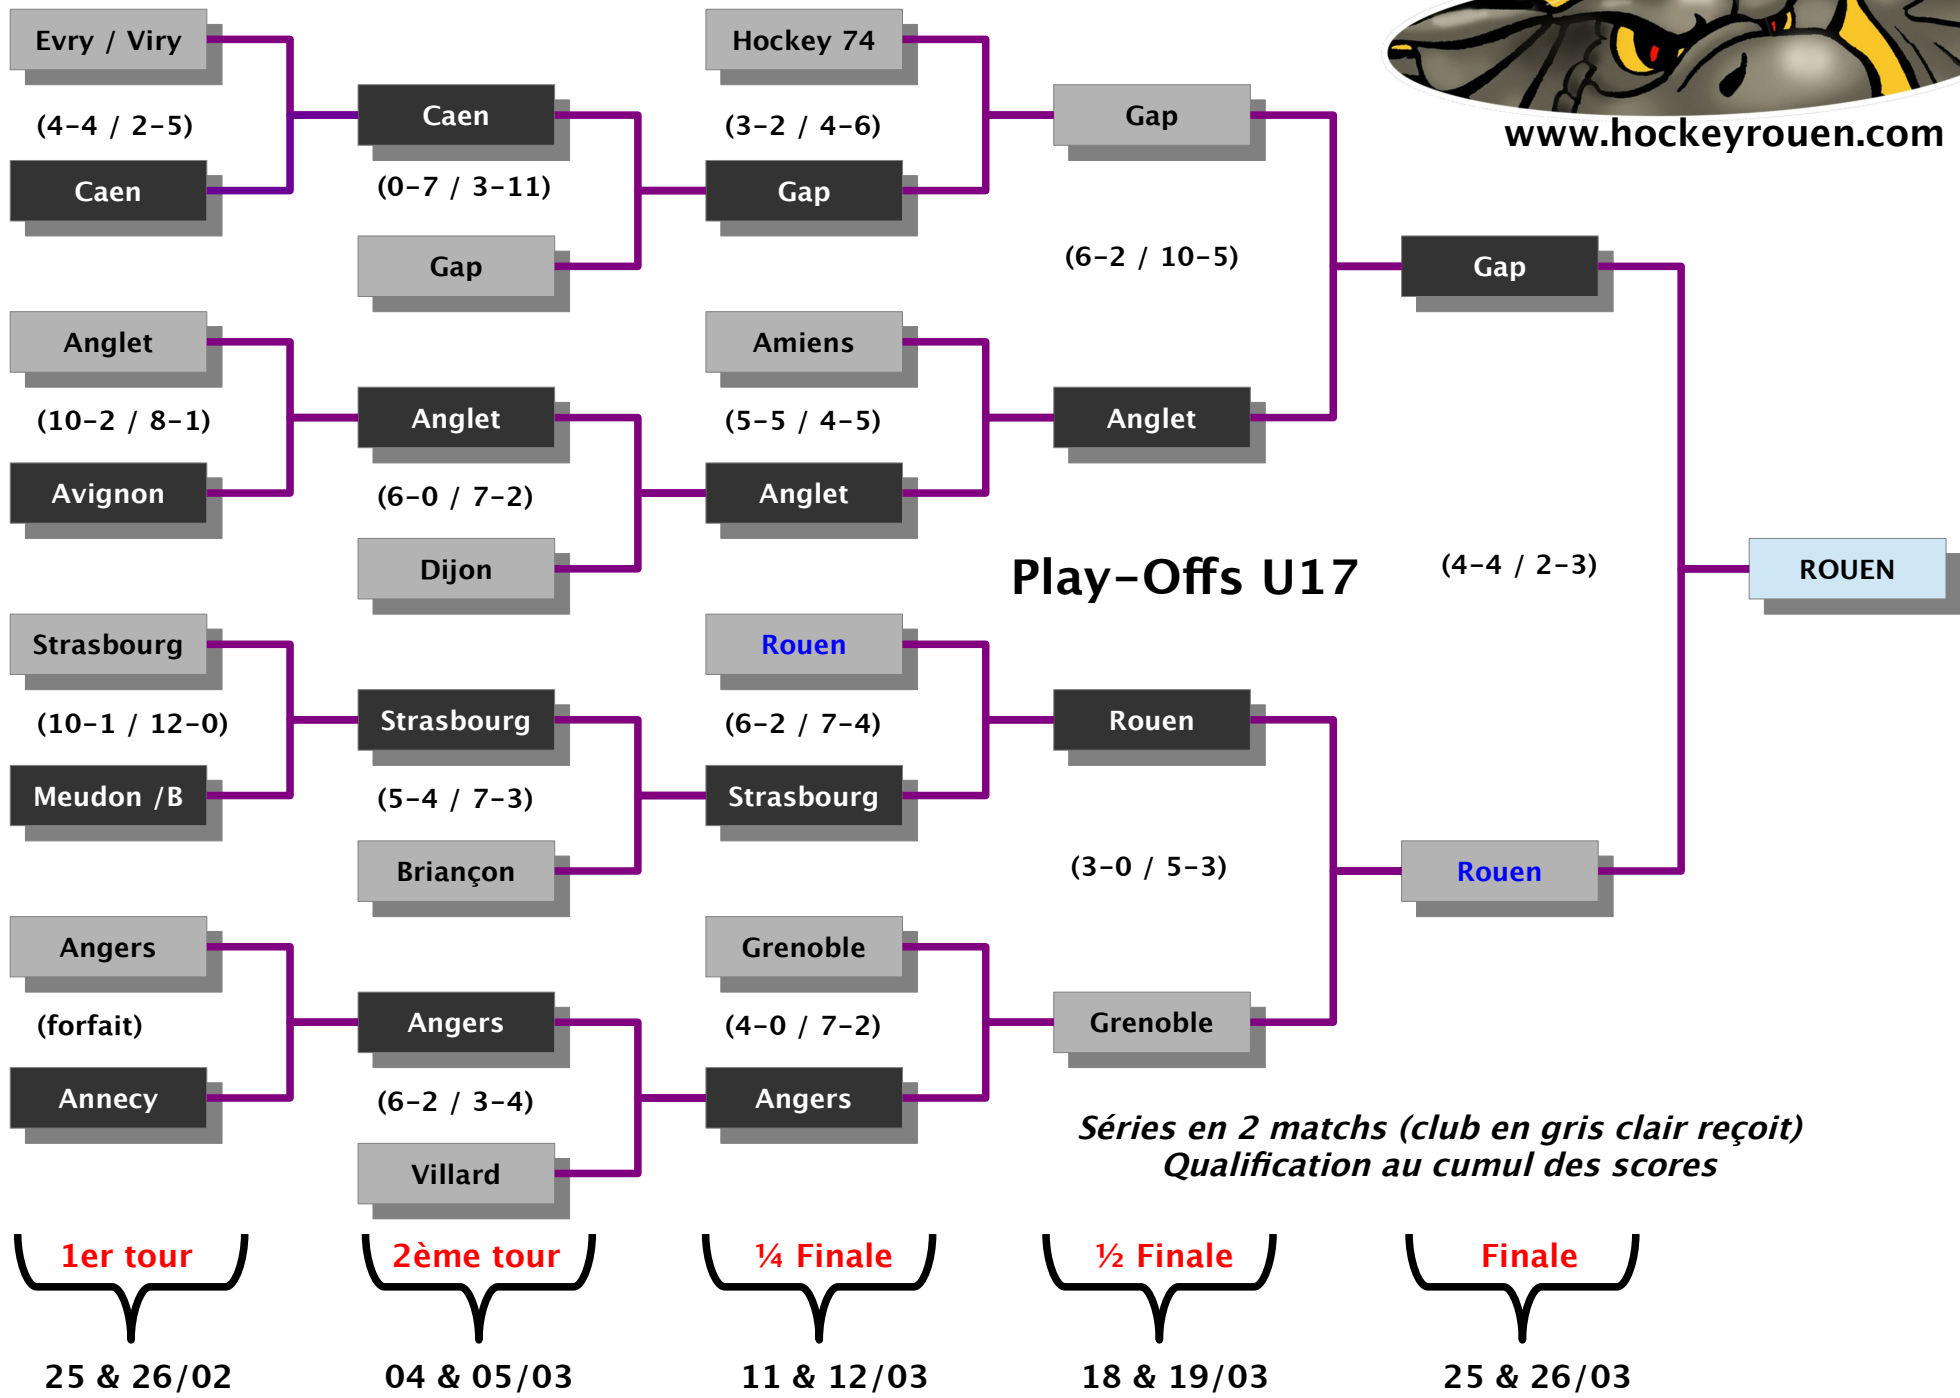 Evry / Viry
(4-4 / 2-5)
Caen
Anglet
(10-2 / 8-1)
Avignon
Strasbourg
(10-1 / 12-0)
Meudon /B
Angers
(forfait)
Annecy
Caen
(0-7 / 3-11)
Gap
Anglet
(6-0 / 7-2)
Dijon
Strasbourg
(5-4 / 7-3)
Briançon
Angers
(6-2 / 3-4)
Villard
Hockey 74
(3-2 / 4-6)
Gap
Amiens
(5-5 / 4-5)
Anglet
Rouen
(6-2 / 7-4)
Strasbourg
Grenoble
(4-0 / 7-2)
Angers
Gap
(6-2 / 10-5)
Anglet
Play-Offs U17
Rouen
(3-0 / 5-3)
Grenoble
www.hockeyrouen.com
Gap
(4-4 / 2-3)
Rouen
ROUEN
Séries en 2 matchs (club en gris clair reçoit)
Qualification au cumul des scores
1er tour
2ème tour
¼ Finale
½ Finale
Finale
25 & 26/02
04 & 05/03
11 & 12/03
18 & 19/03
25 & 26/03